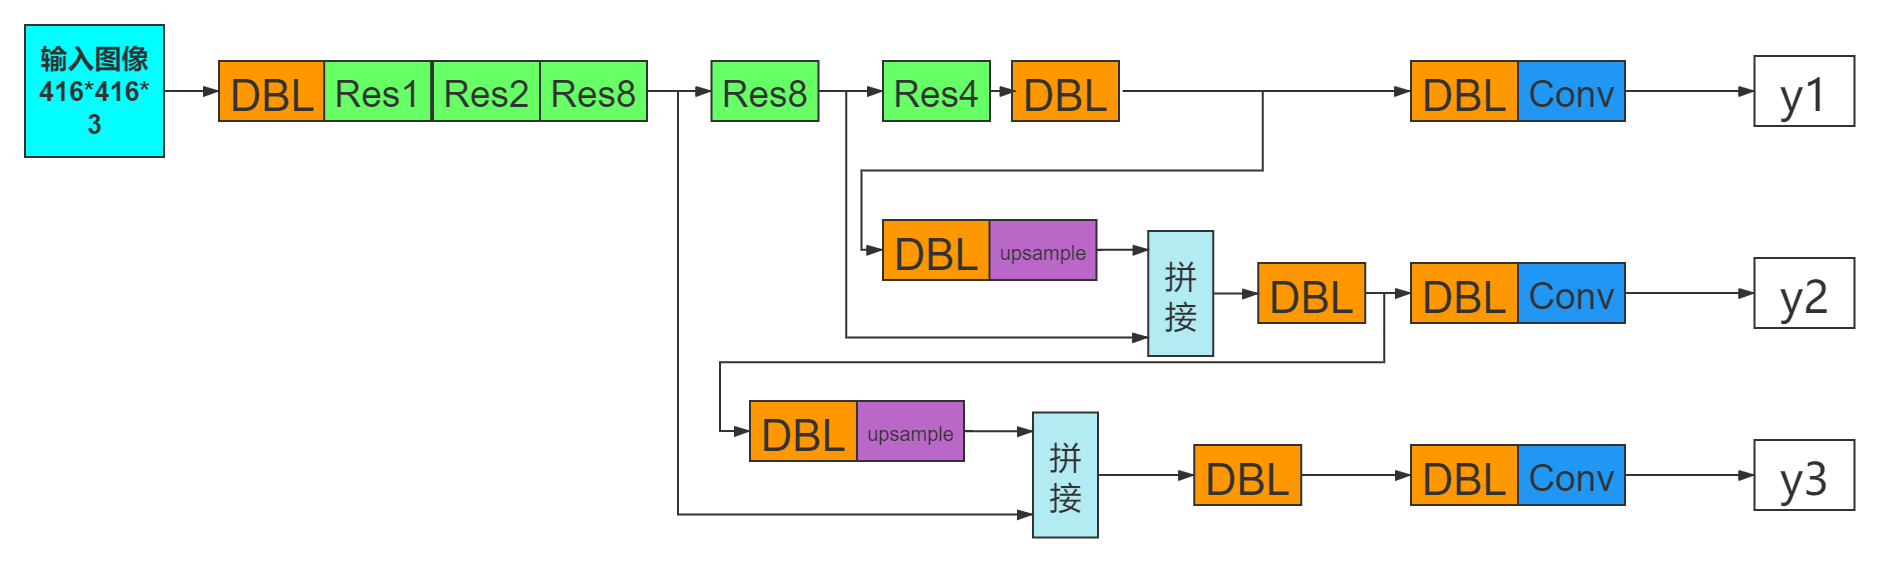 输入图像
416*416*
3
DBL
Res1
Res2
Res8
Res8
Res4
DBL
DBL
Conv
y1
DBL
upsample
拼
接
DBL
DBL
Conv
y2
DBL
upsample
拼
接
DBL
DBL
Conv
y3